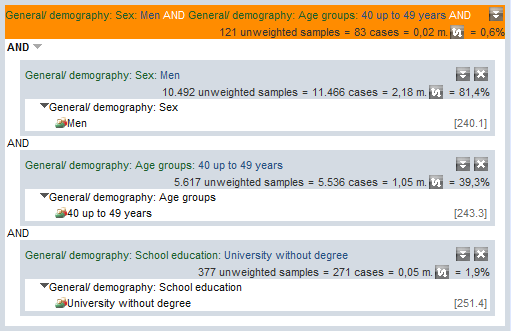 General/ demography: Sex: Men AND General/ demography: Age groups: 40 up to 49 years AND
121 unweighted samples = 83 cases = 0,02 m. = 0,6%
AND
General/ demography: Sex: Men
10.492 unweighted samples = 11.466 cases = 2,18 m. = 81,4%
General/ demography: Sex
Men [240.1]
AND
General/ demography: Age groups: 40 up to 49 years
5.617 unweighted samples = 5.536 cases = 1,05 m. = 39,3%
General/ demography: Age groups
40 up to 49 years [243.3]
AND
General/ demography: School education: University without degree
377 unweighted samples = 271 cases = 0,05 m. = 1,9%
General/ demography: School education
University without degree [251.4]